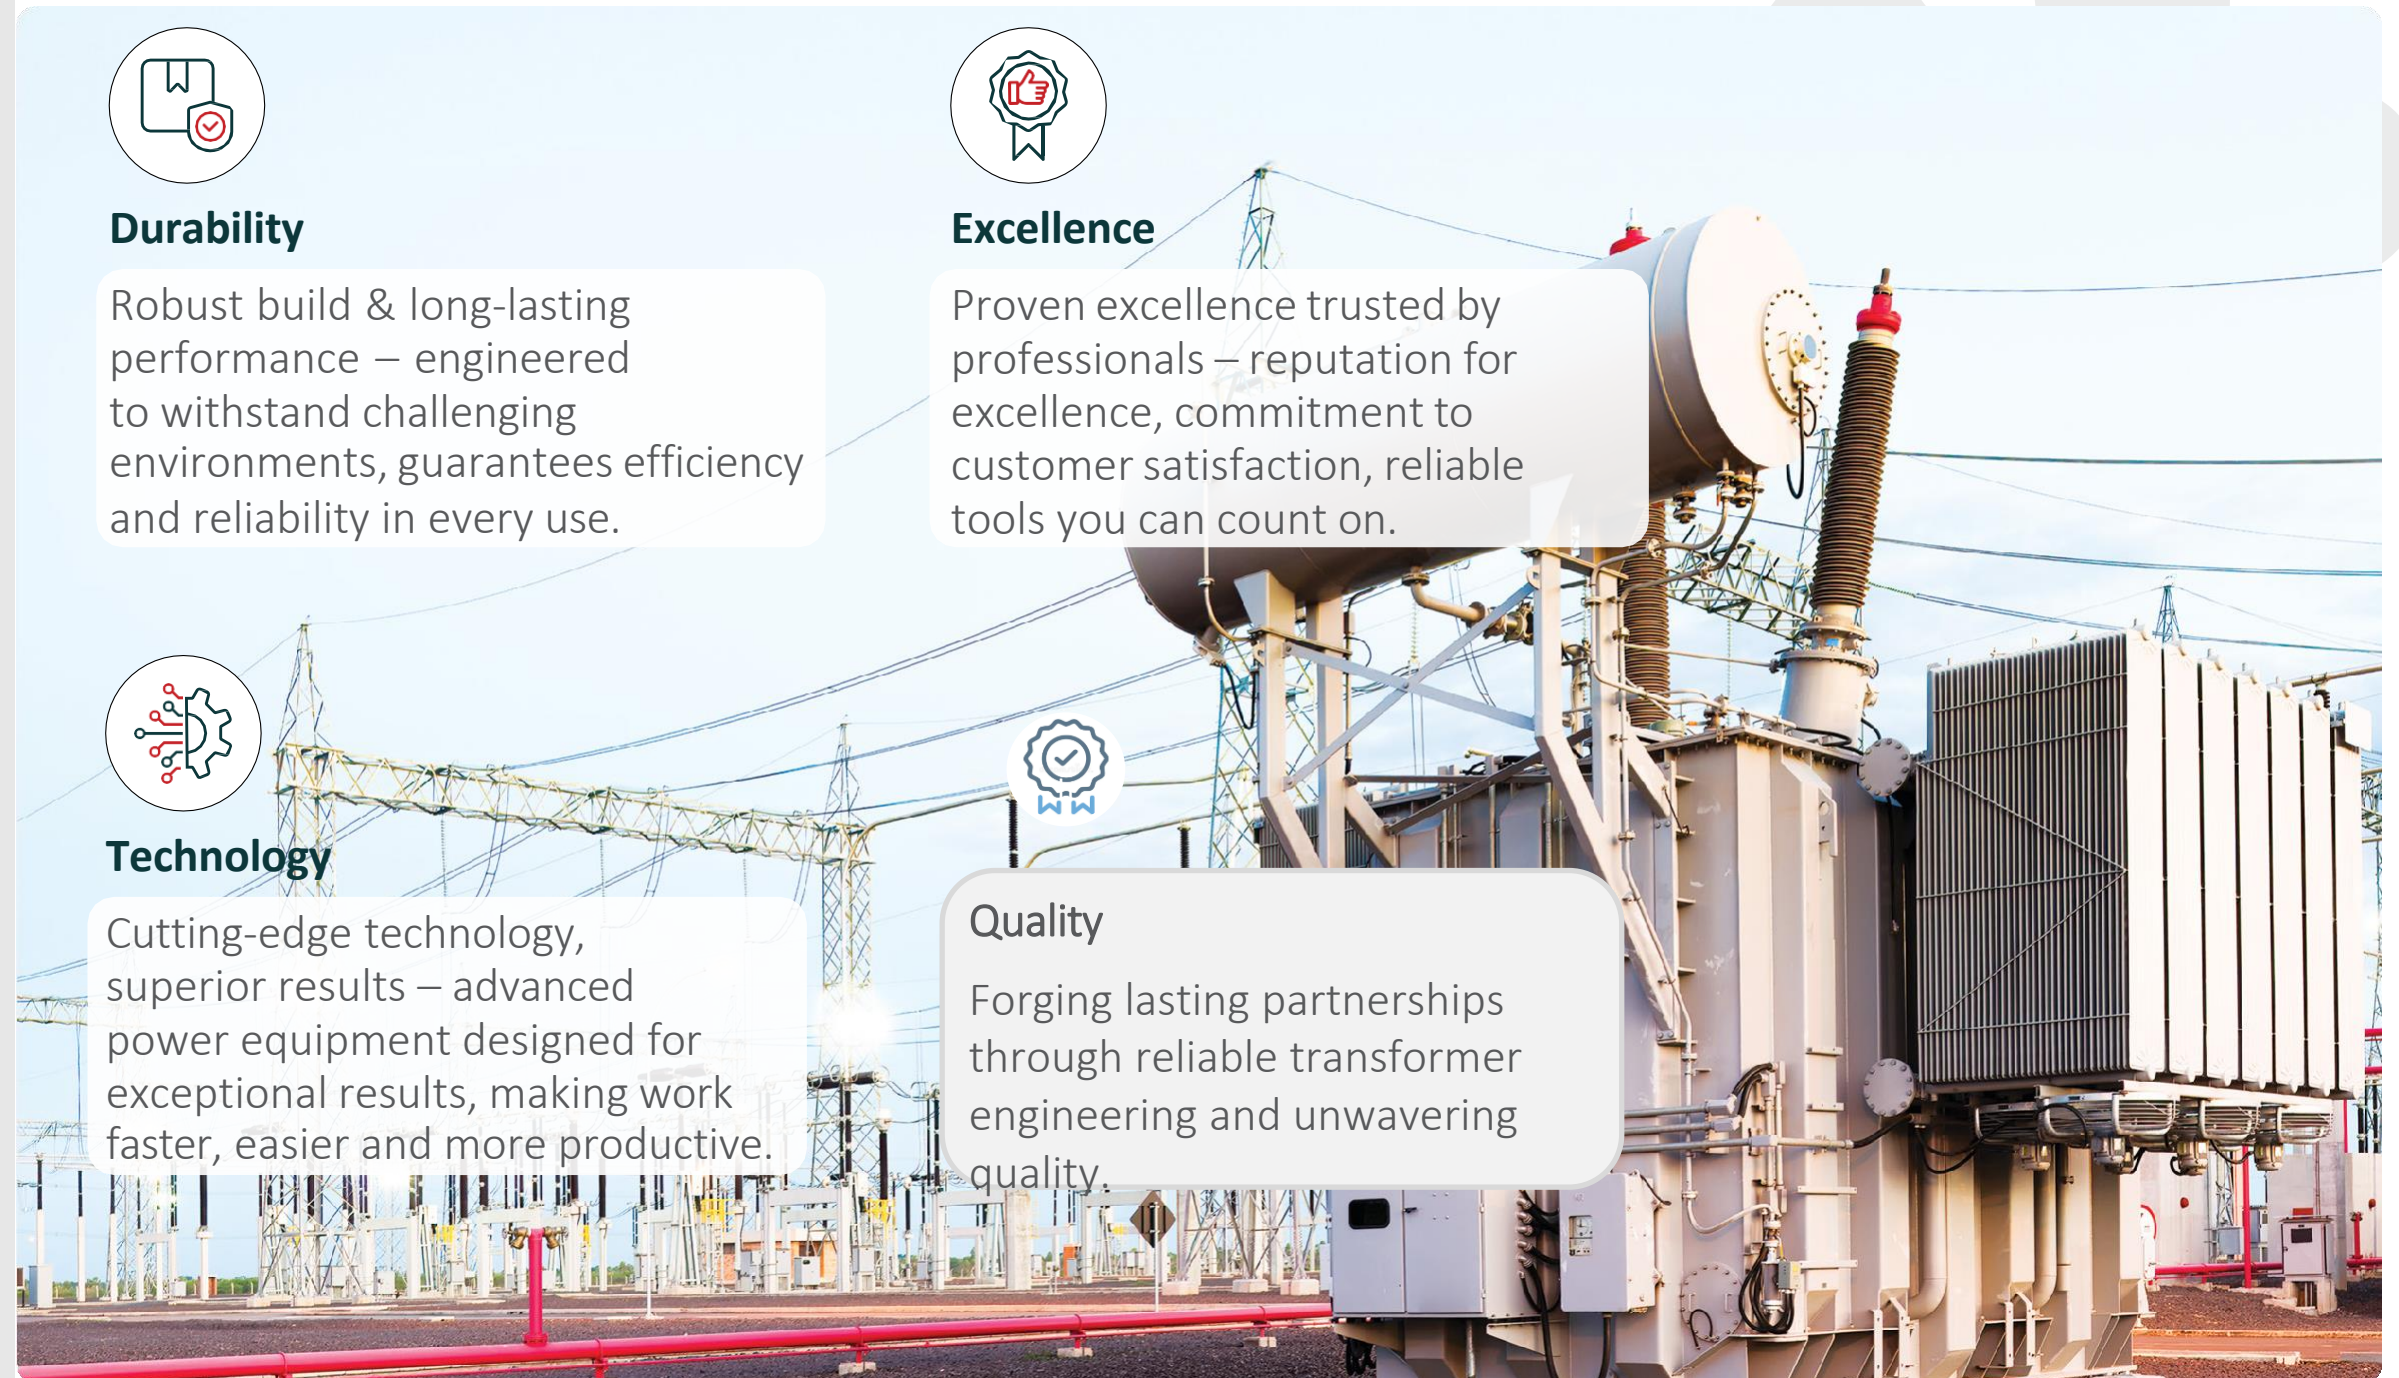 Durability
Robust build & long-lasting
performance – engineered
to withstand challenging
environments, guarantees efficiency
and reliability in every use.
Excellence
Proven excellence trusted by
professionals – reputation for
excellence, commitment to
customer satisfaction, reliable
tools you can count on.
Technology
Cutting-edge technology,
superior results – advanced
power equipment designed for
exceptional results, making work
faster, easier and more productive.
Quality
Forging lasting partnerships
through reliable transformer
engineering and unwavering
quality.